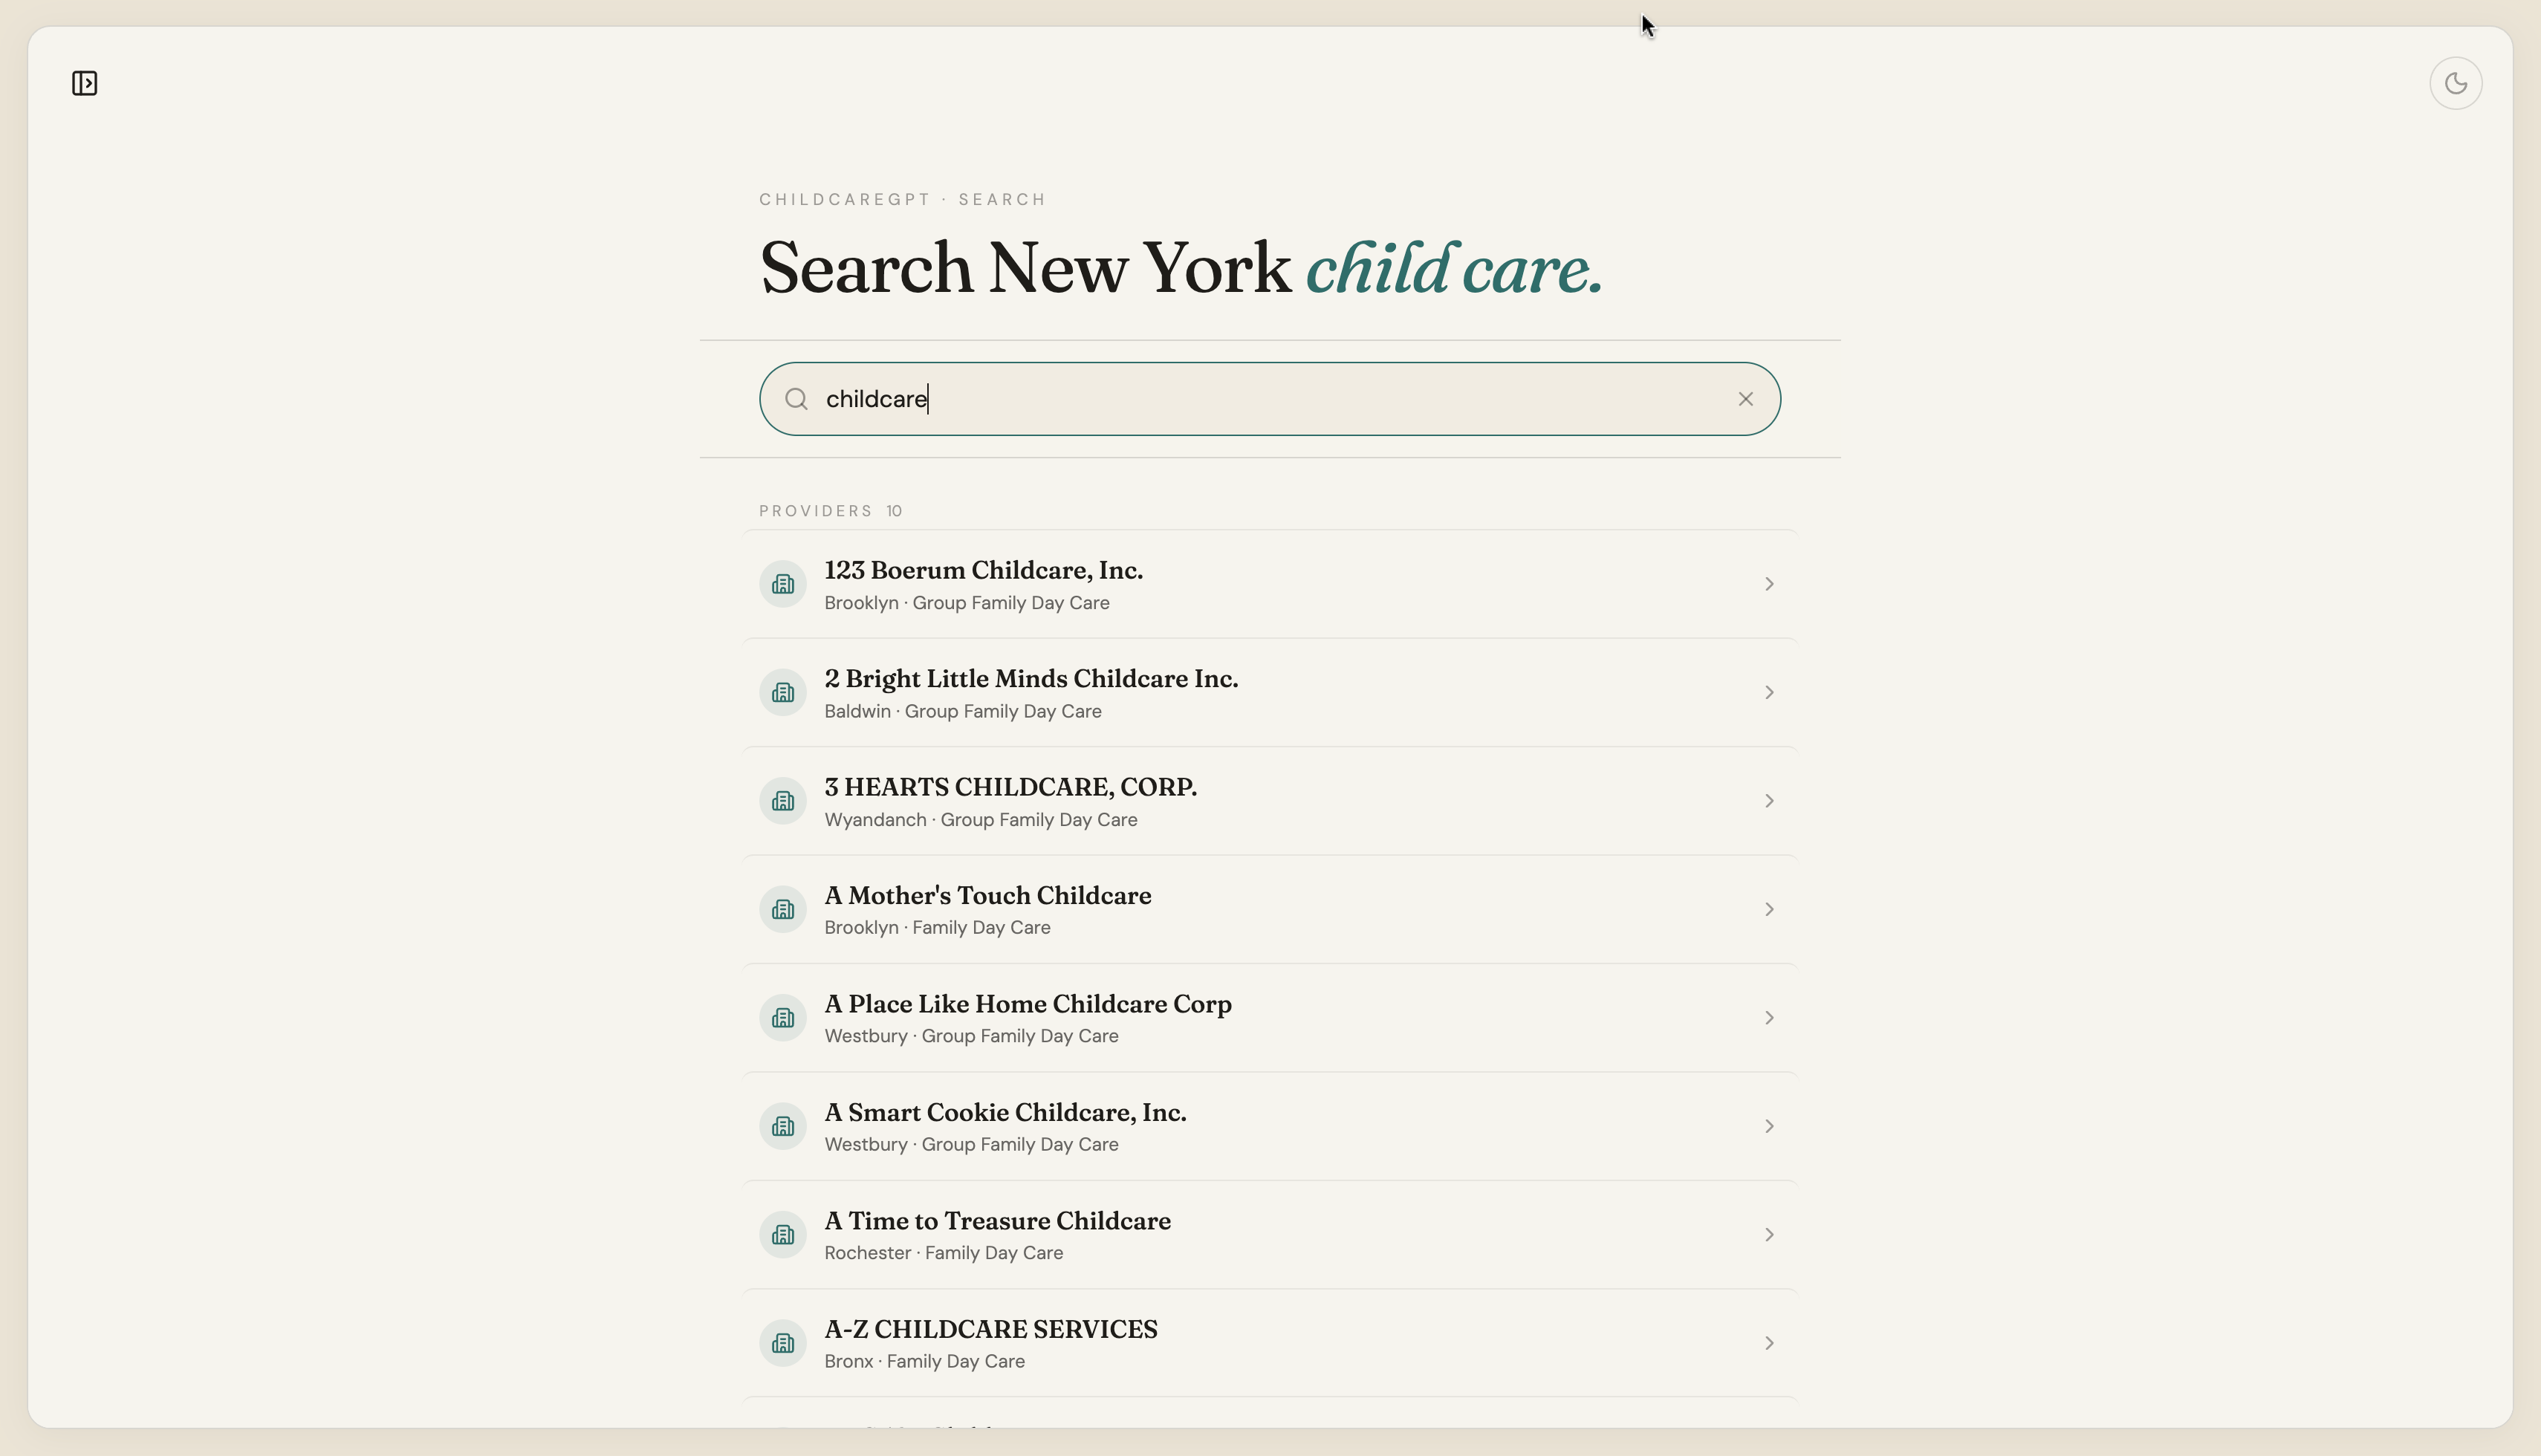 CHILDCAREGPT · SEARCH
Search New York child care.
childcare
PROVIDERS 10
123 Boerum Childcare, Inc.
Brooklyn · Group Family Day Care
2 Bright Little Minds Childcare Inc.
Baldwin · Group Family Day Care
3 HEARTS CHILDCARE, CORP.
Wyandanch · Group Family Day Care
A Mother's Touch Childcare
Brooklyn · Family Day Care
A Place Like Home Childcare Corp
Westbury · Group Family Day Care
A Smart Cookie Childcare, Inc.
Westbury · Group Family Day Care
A Time to Treasure Childcare
Rochester · Family Day Care
A-Z CHILDCARE SERVICES
Bronx · Family Day Care